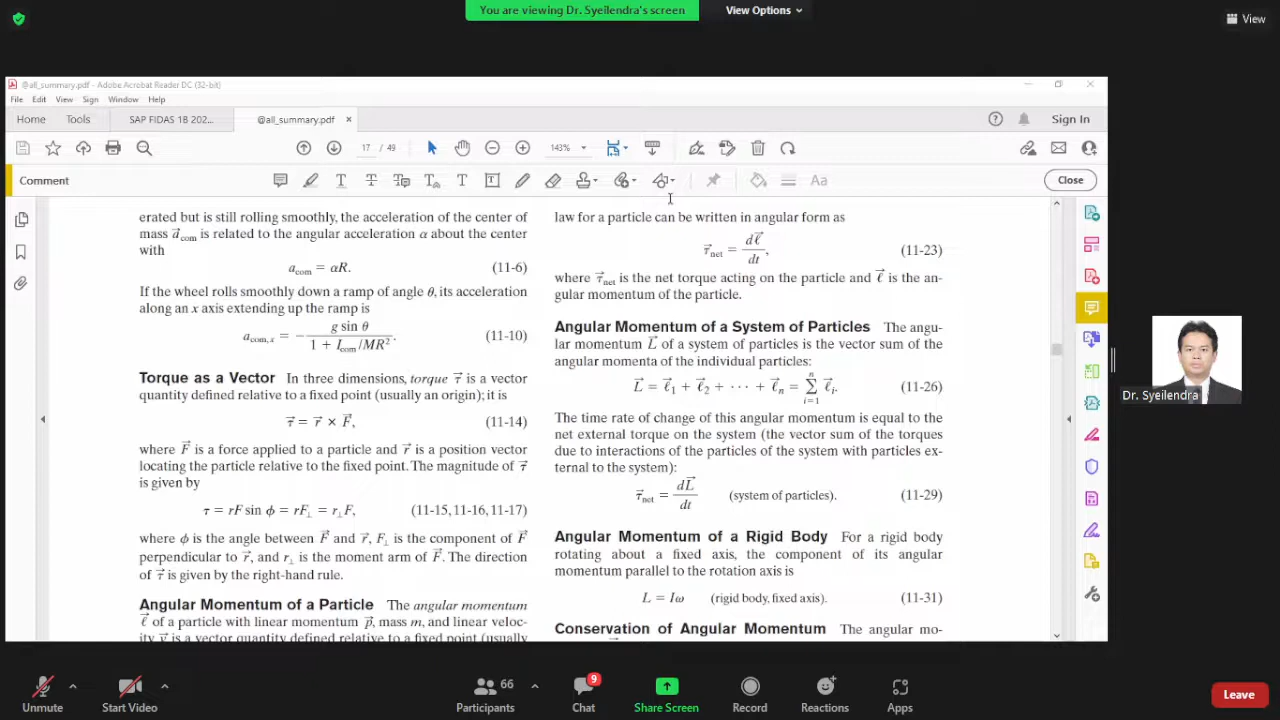 You are viewing Dr. Syeilendra's screen
View Options
View
@all_summary.pdf - Adobe Acrobat Reader DC (32-bit)
File Edit View Sign Window Help
Home Tools SAP FIDAS 1B 202... @all_summary.pdf ×
Sign In
17 / 49
143%
Comment
Aa
Close
erated but is still rolling smoothly, the acceleration of the center of
mass a⃗com is related to the angular acceleration α about the center
with
acom = αR. (11-6)
If the wheel rolls smoothly down a ramp of angle θ, its acceleration
along an x axis extending up the ramp is
acom,x = − g sin θ / 1 + Icom/MR². (11-10)
Torque as a Vector In three dimensions, torque τ⃗ is a vector
quantity defined relative to a fixed point (usually an origin); it is
τ⃗ = r⃗ × F⃗, (11-14)
where F⃗ is a force applied to a particle and r⃗ is a position vector
locating the particle relative to the fixed point. The magnitude of τ⃗
is given by
τ = rF sin ϕ = rF⊥ = r⊥F, (11-15, 11-16, 11-17)
where ϕ is the angle between F⃗ and r⃗, F⊥ is the component of F⃗
perpendicular to r⃗, and r⊥ is the moment arm of F⃗. The direction
of τ⃗ is given by the right-hand rule.
Angular Momentum of a Particle The angular momentum
ℓ⃗ of a particle with linear momentum p⃗, mass m, and linear veloc-
ity v⃗ is a vector quantity defined relative to a fixed point (usually
law for a particle can be written in angular form as
τ⃗net = dℓ⃗/dt, (11-23)
where τ⃗net is the net torque acting on the particle and ℓ⃗ is the an-
gular momentum of the particle.
Angular Momentum of a System of Particles The angu-
lar momentum L⃗ of a system of particles is the vector sum of the
angular momenta of the individual particles:
L⃗ = ℓ⃗1 + ℓ⃗2 + · · · + ℓ⃗n = n∑i=1 ℓ⃗i. (11-26)
The time rate of change of this angular momentum is equal to the
net external torque on the system (the vector sum of the torques
due to interactions of the particles of the system with particles ex-
ternal to the system):
τ⃗net = dL⃗/dt (system of particles). (11-29)
Angular Momentum of a Rigid Body For a rigid body
rotating about a fixed axis, the component of its angular
momentum parallel to the rotation axis is
L = Iω (rigid body, fixed axis). (11-31)
Conservation of Angular Momentum The angular mo-
Dr. Syeilendra
Unmute
Start Video
66
Participants
9
Chat
Share Screen
Record
Reactions
Apps
Leave